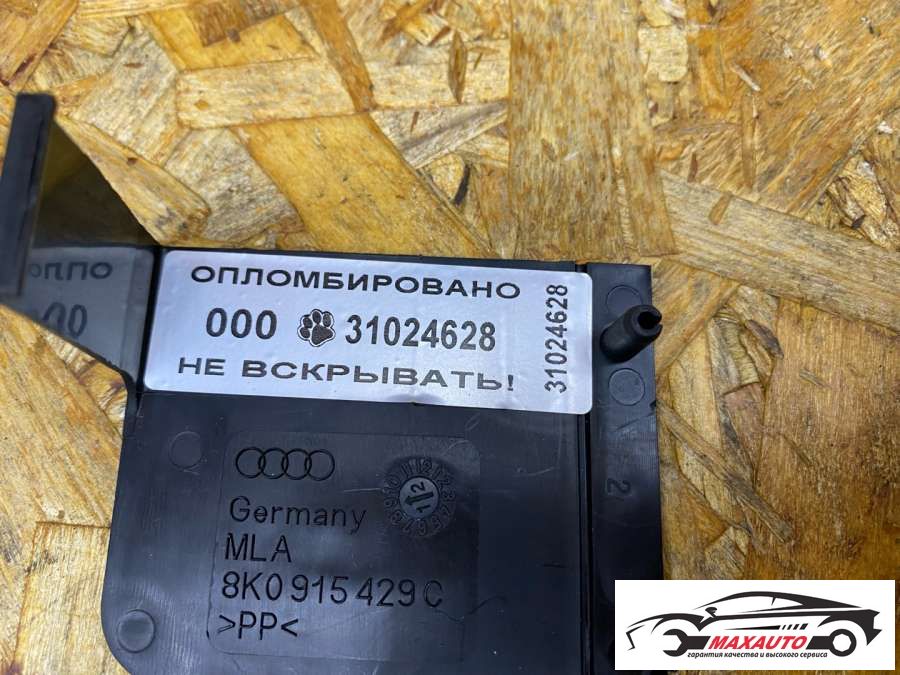 ОПЛОМБИРОВАНО
000 31024628
НЕ ВСКРЫВАТЬ!
31024628
Germany
MLA
8K0 915 429 C
>PP<
2
MAXAUTO
гарантия качества и высокого сервиса